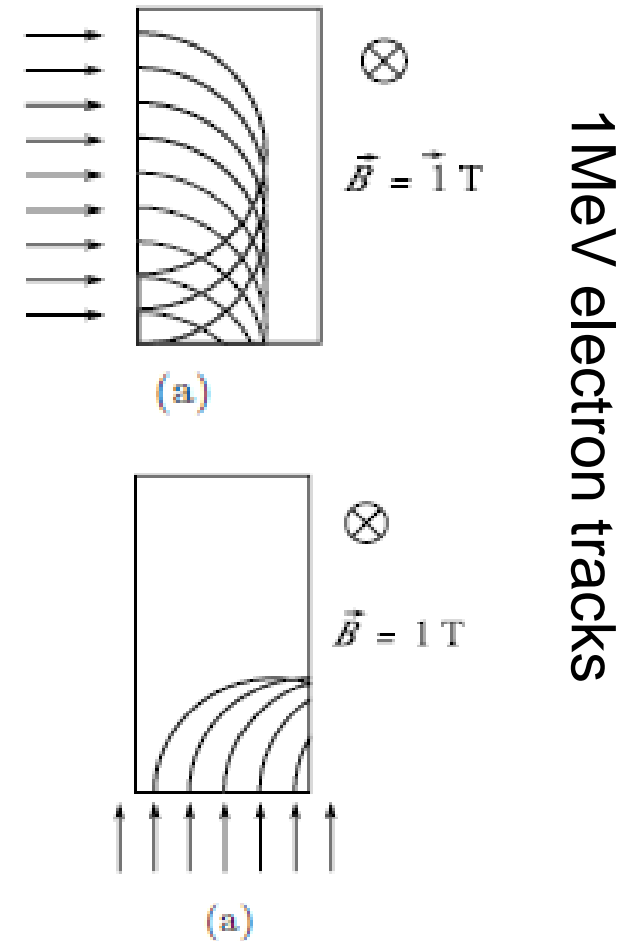 B⃗ = 1⃗ T
(a)
B⃗ = 1 T
(a)
1MeV electron tracks